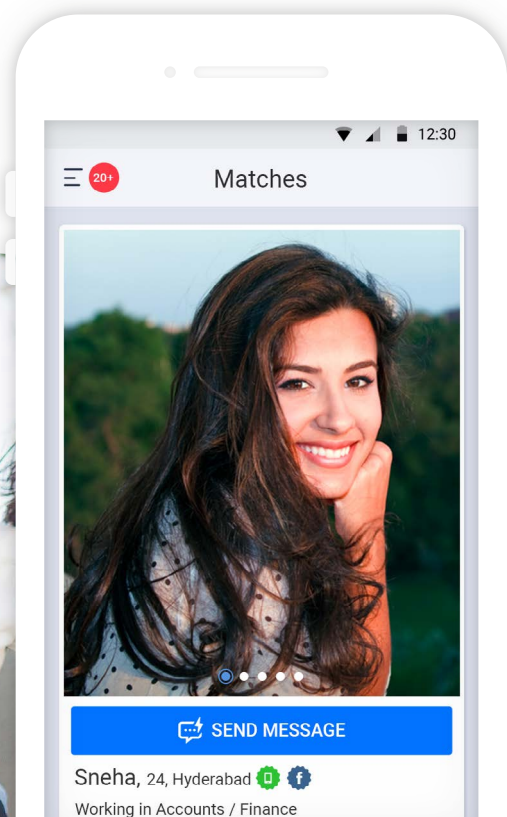 12:30
20+ Matches
SEND MESSAGE
Sneha, 24, Hyderabad f
Working in Accounts / Finance